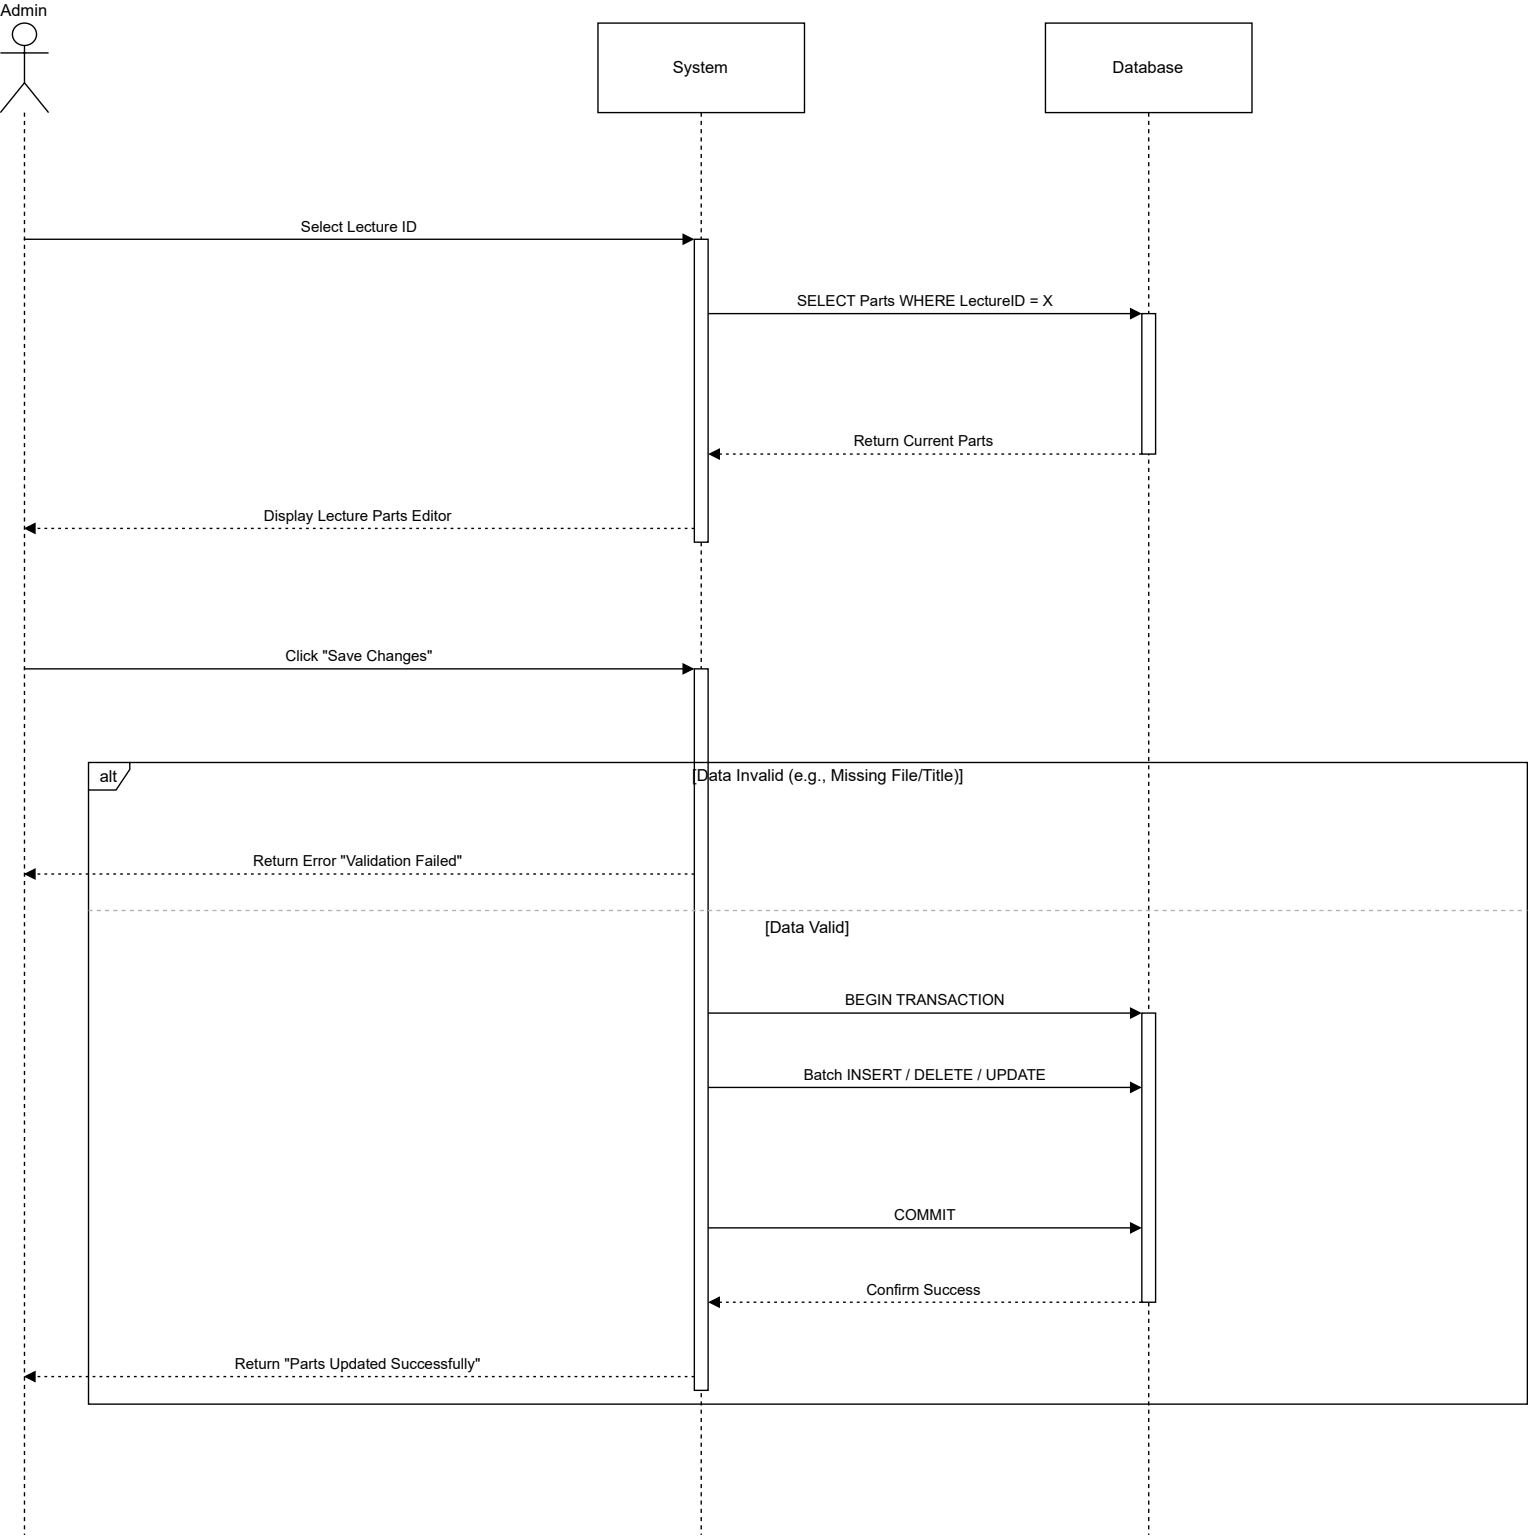 Admin
System
Database
Select Lecture ID
SELECT Parts WHERE LectureID = X
Return Current Parts
Display Lecture Parts Editor
Click "Save Changes"
alt
[Data Invalid (e.g., Missing File/Title)]
Return Error "Validation Failed"
[Data Valid]
BEGIN TRANSACTION
Batch INSERT / DELETE / UPDATE
COMMIT
Confirm Success
Return "Parts Updated Successfully"